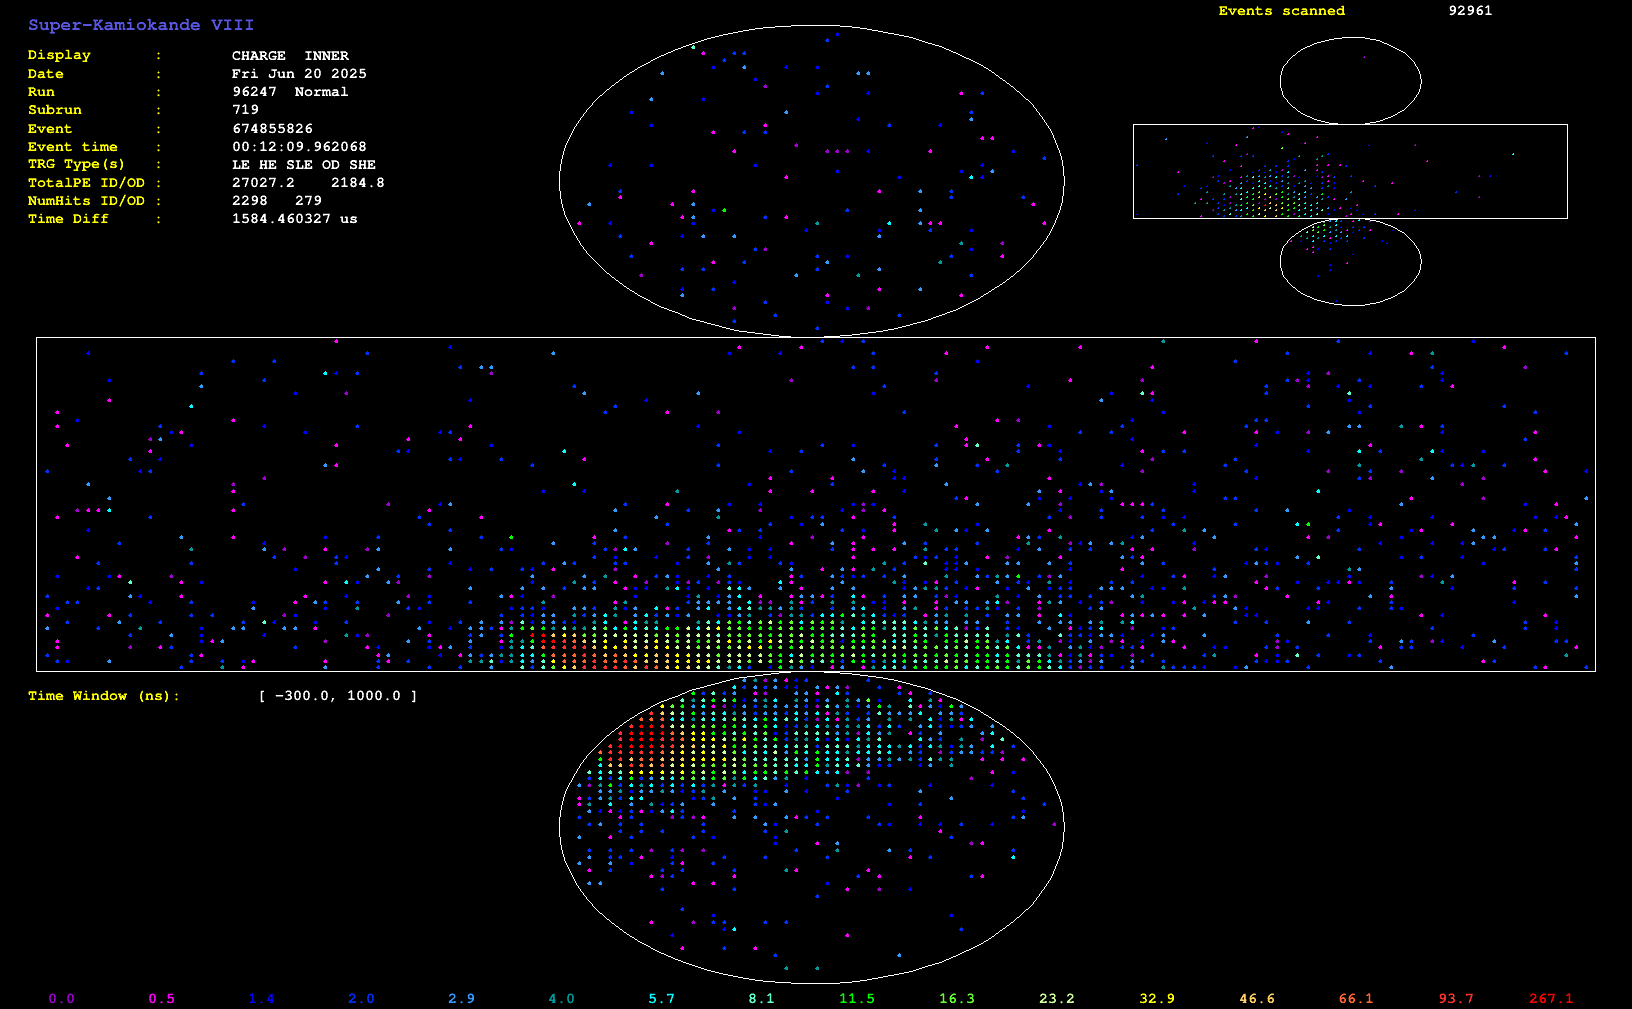 Super-Kamiokande VIII
Events scanned 92961
Display : CHARGE INNER
Date : Fri Jun 20 2025
Run : 96247 Normal
Subrun : 719
Event : 674855826
Event time : 00:12:09.962068
TRG Type(s) : LE HE SLE OD SHE
TotalPE ID/OD : 27027.2 2184.8
NumHits ID/OD : 2298 279
Time Diff : 1584.460327 us
Time Window (ns): [ -300.0, 1000.0 ]
0.0 0.5 1.4 2.0 2.9 4.0 5.7 8.1 11.5 16.3 23.2 32.9 46.6 66.1 93.7 267.1